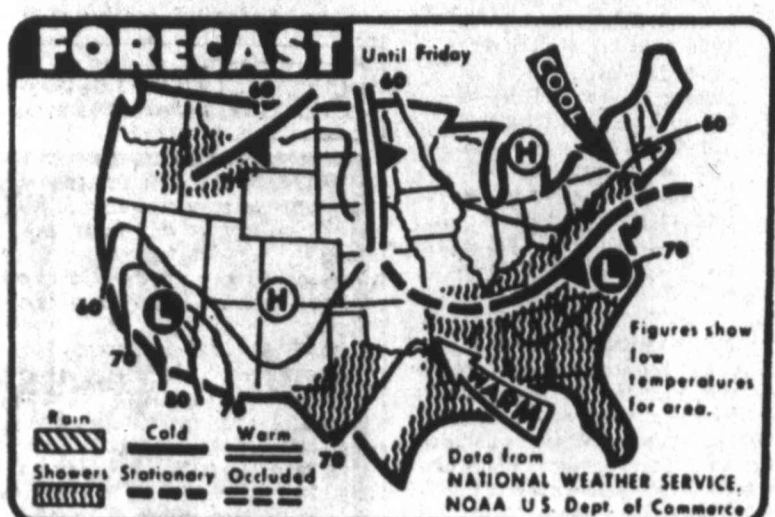 FORECAST
Until Friday
60
60
COOL
60
H
70
L
H
L
60
70
80
70
70
WARM
Figures show
low
temperatures
for area.
Rain
Cold
Warm
Showers
Stationary
Occluded
Data from
NATIONAL WEATHER SERVICE,
NOAA U.S. Dept. of Commerce